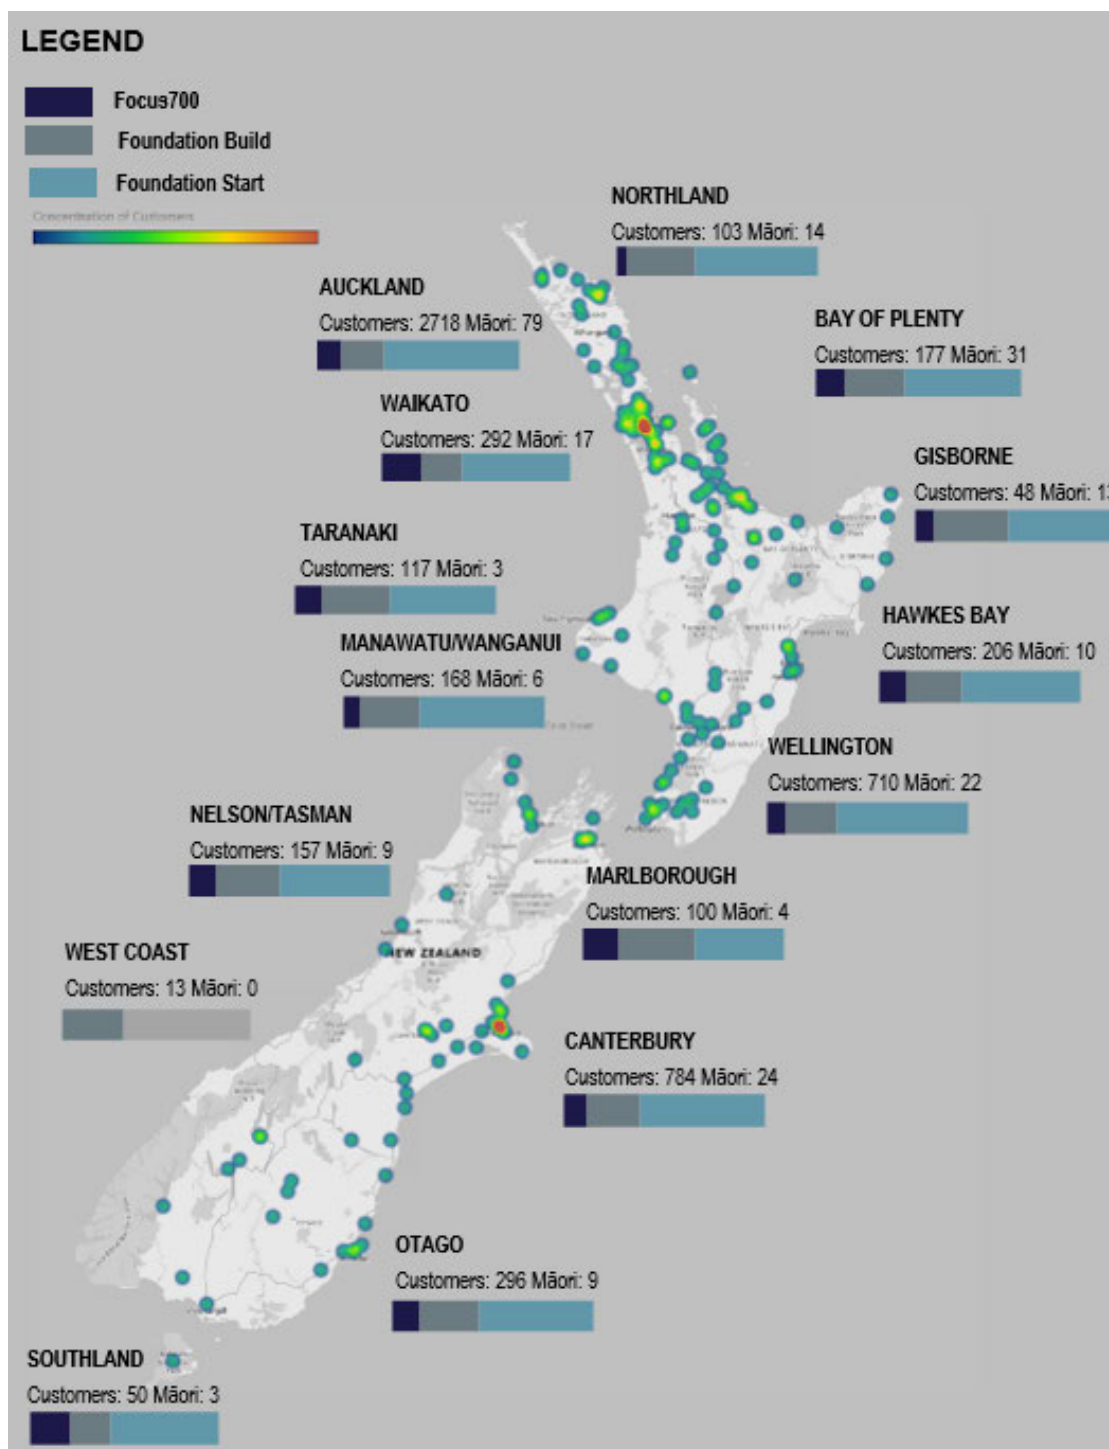 LEGEND
Focus700
Foundation Build
Foundation Start
Concentration of Customers
NORTHLAND
Customers: 103 Māori: 14
AUCKLAND
Customers: 2718 Māori: 79
BAY OF PLENTY
Customers: 177 Māori: 31
WAIKATO
Customers: 292 Māori: 17
GISBORNE
Customers: 48 Māori: 13
TARANAKI
Customers: 117 Māori: 3
HAWKES BAY
Customers: 206 Māori: 10
MANAWATU/WANGANUI
Customers: 168 Māori: 6
WELLINGTON
Customers: 710 Māori: 22
NELSON/TASMAN
Customers: 157 Māori: 9
MARLBOROUGH
Customers: 100 Māori: 4
WEST COAST
Customers: 13 Māori: 0
NEW ZEALAND
CANTERBURY
Customers: 784 Māori: 24
OTAGO
Customers: 296 Māori: 9
SOUTHLAND
Customers: 50 Māori: 3